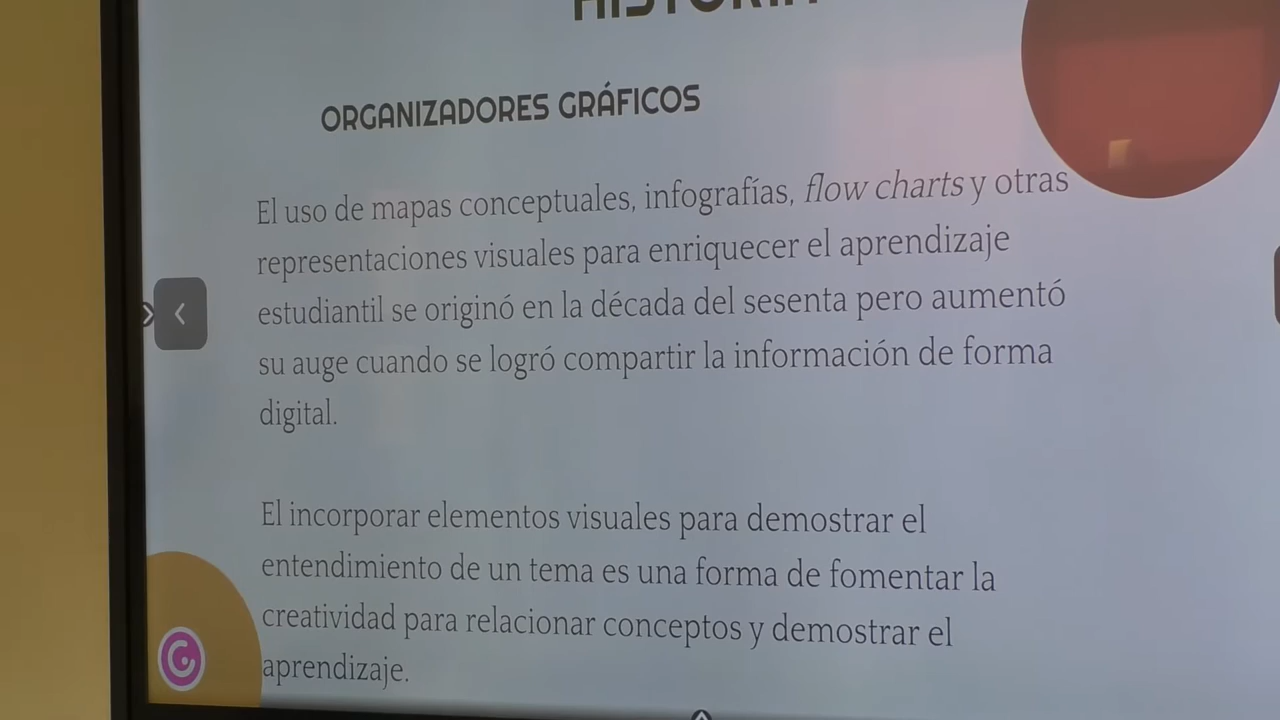 HISTORIA
ORGANIZADORES GRÁFICOS
El uso de mapas conceptuales, infografías, flow charts y otras
representaciones visuales para enriquecer el aprendizaje
estudiantil se originó en la década del sesenta pero aumentó
su auge cuando se logró compartir la información de forma
digital.
El incorporar elementos visuales para demostrar el
entendimiento de un tema es una forma de fomentar la
creatividad para relacionar conceptos y demostrar el
aprendizaje.